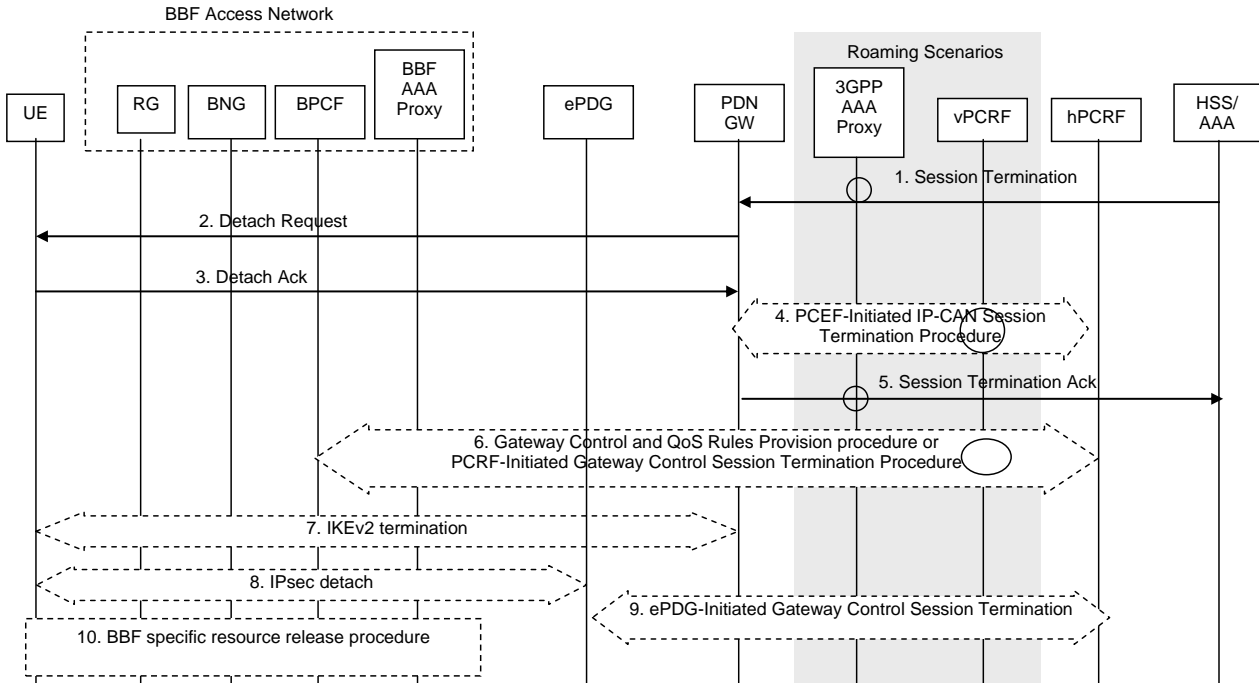 BBF Access Network
Roaming Scenarios
UE
RG
BNG
BPCF
BBF
AAA
Proxy
ePDG
PDN
GW
3GPP
AAA
Proxy
vPCRF
hPCRF
HSS/
AAA
1. Session Termination
2. Detach Request
3. Detach Ack
4. PCEF-Initiated IP-CAN Session
Termination Procedure
5. Session Termination Ack
6. Gateway Control and QoS Rules Provision procedure or
PCRF-Initiated Gateway Control Session Termination Procedure
7. IKEv2 termination
8. IPsec detach
9. ePDG-Initiated Gateway Control Session Termination
10. BBF specific resource release procedure